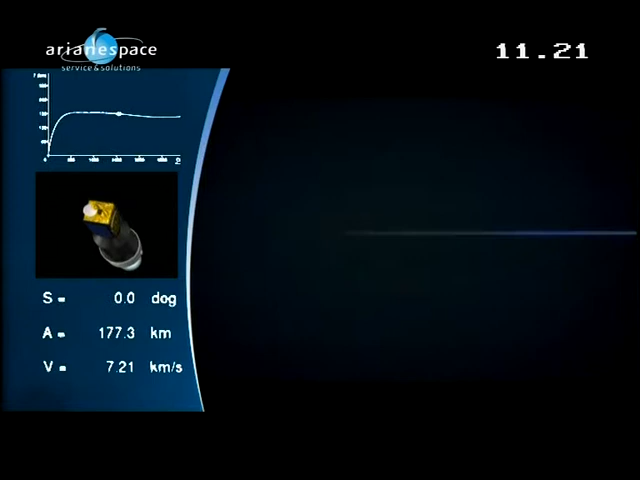 arianespace
service & solutions
11.21
S = 0.0 dog
A = 177.3 km
V = 7.21 km/s